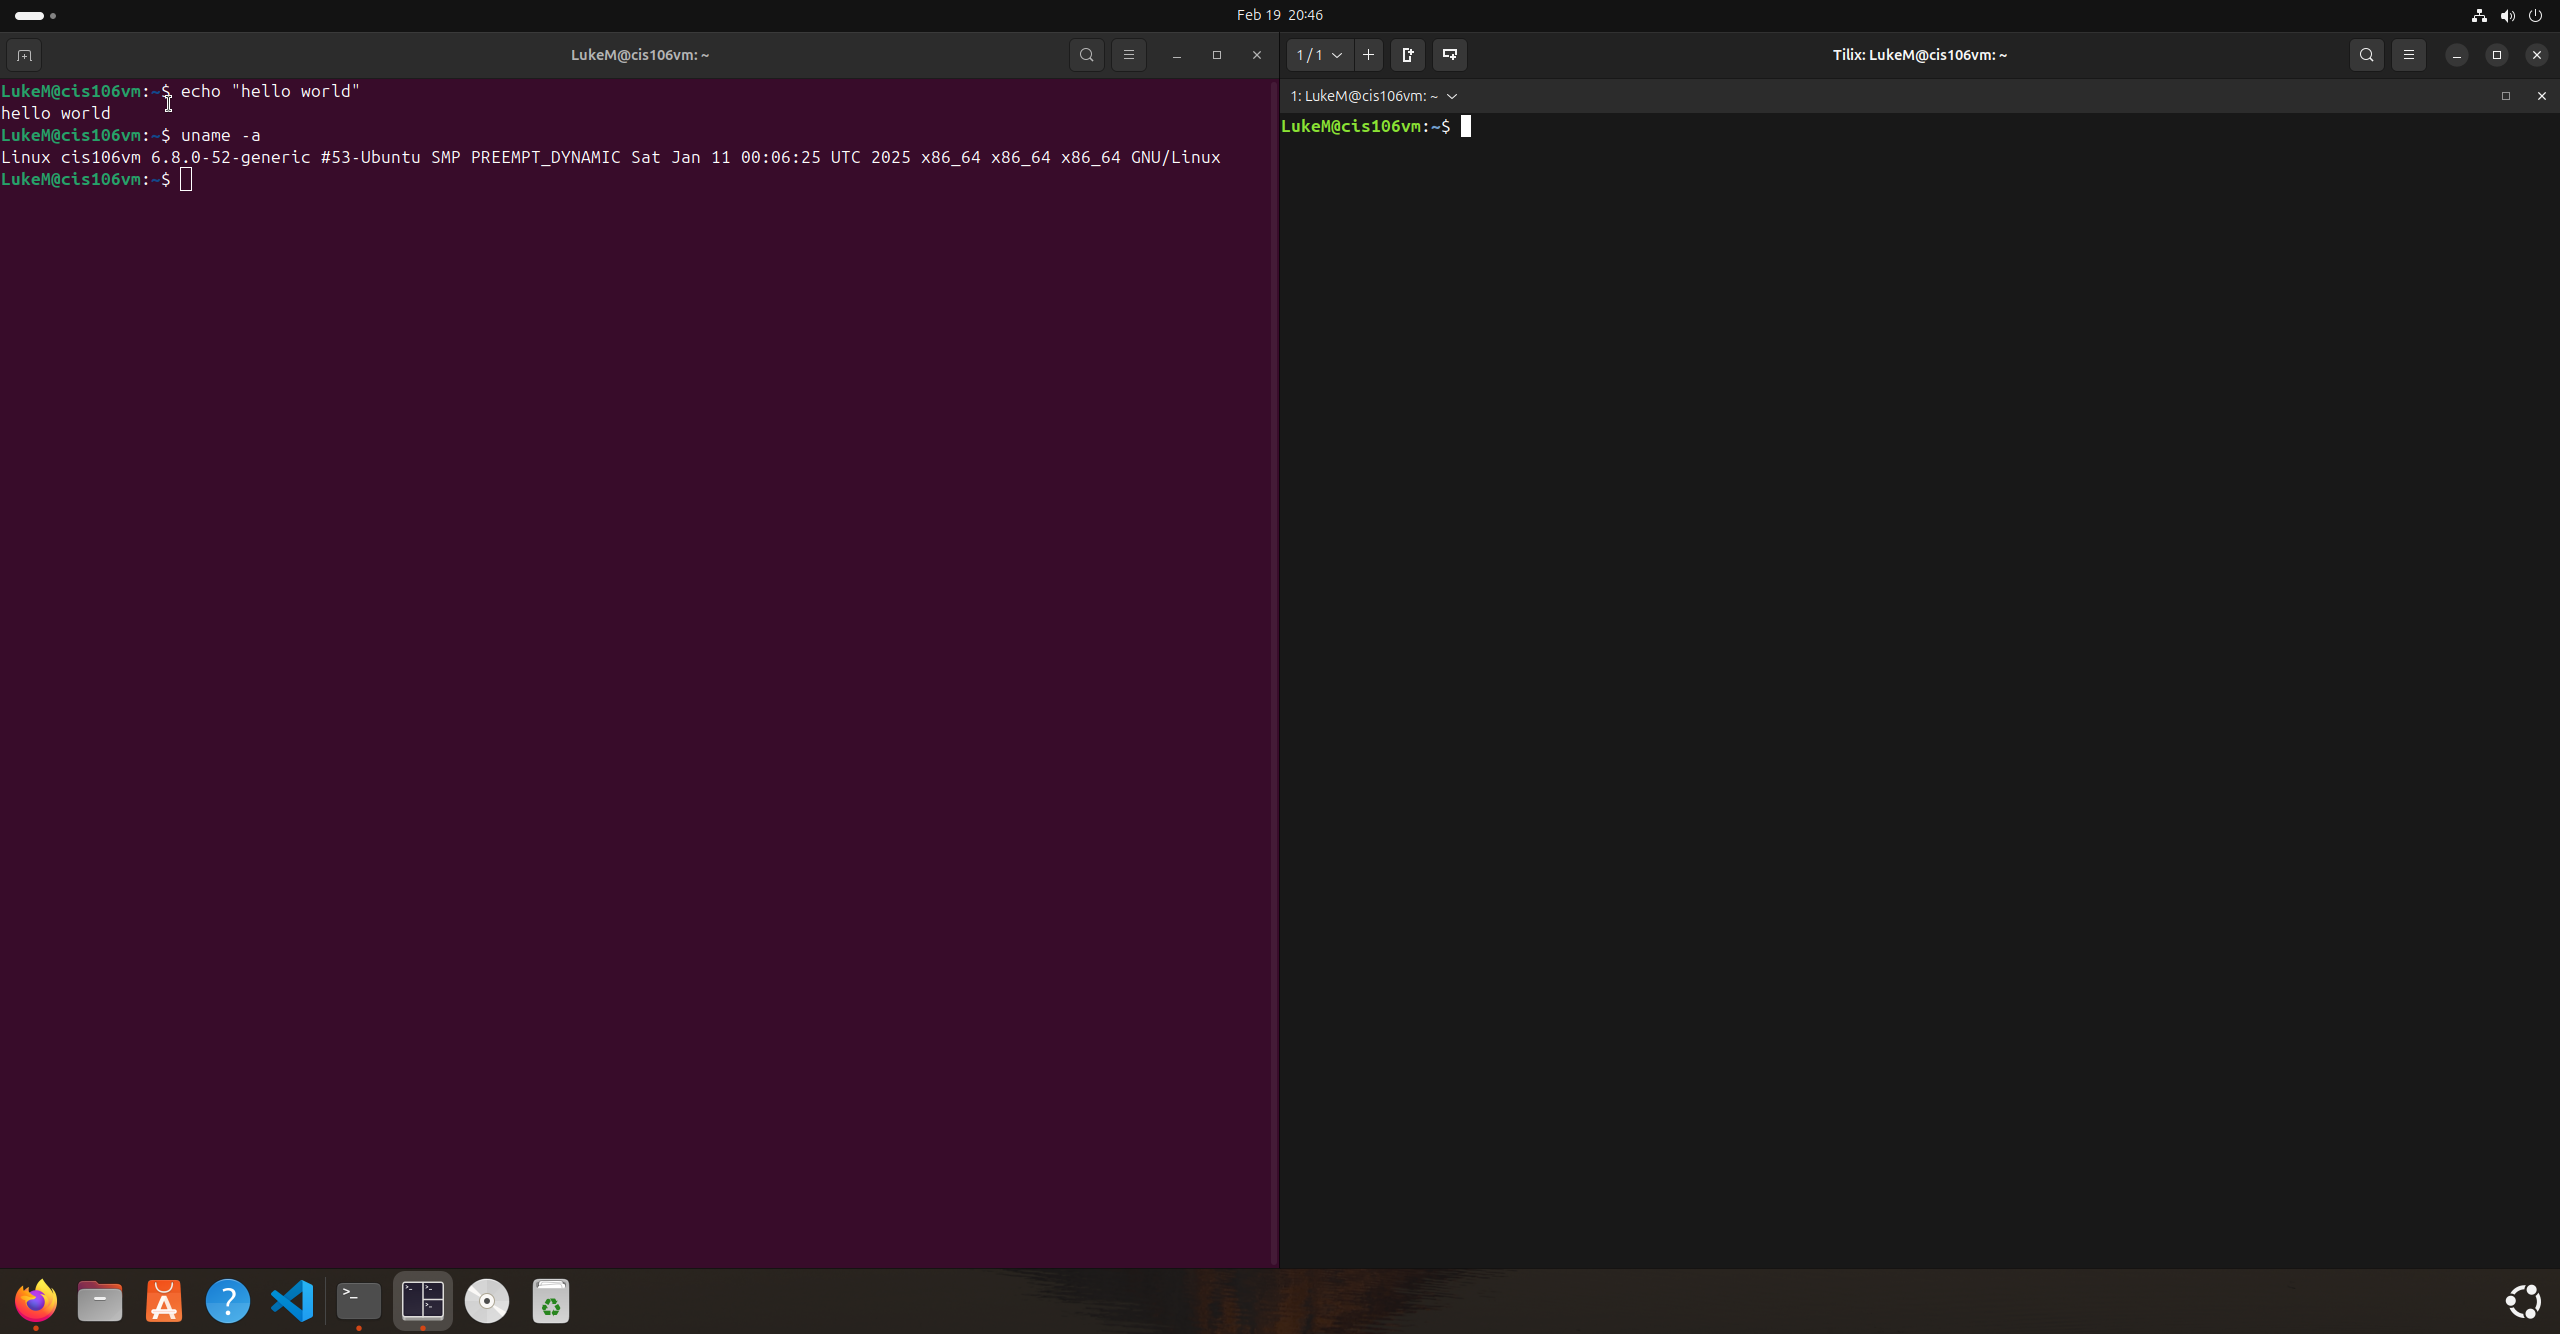 Feb 19 20:46
LukeM@cis106vm: ~
LukeM@cis106vm:~$ echo "hello world"
hello world
LukeM@cis106vm:~$ uname -a
Linux cis106vm 6.8.0-52-generic #53-Ubuntu SMP PREEMPT_DYNAMIC Sat Jan 11 00:06:25 UTC 2025 x86_64 x86_64 x86_64 GNU/Linux
LukeM@cis106vm:~$
1 / 1
Tilix: LukeM@cis106vm: ~
1: LukeM@cis106vm: ~
LukeM@cis106vm:~$